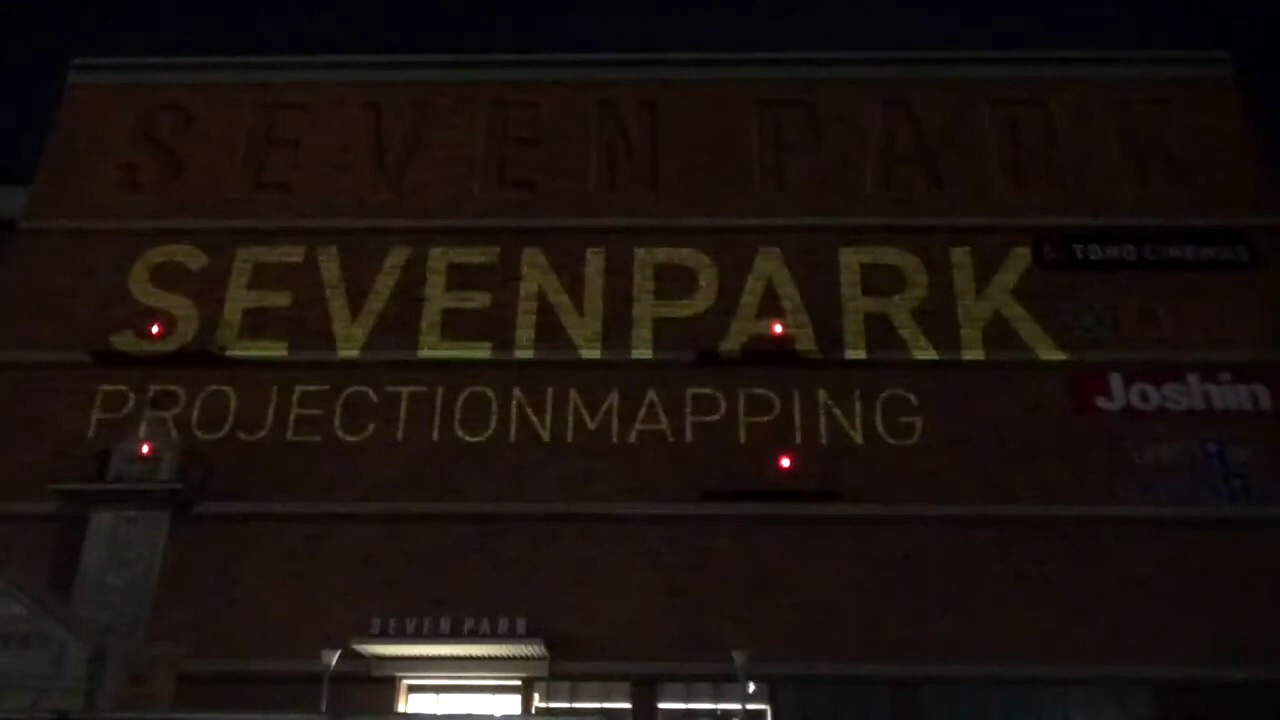 SEVEN PARK
SEVENPARK
TOHO CINEMAS
PROJECTIONMAPPING
Joshin
SEVEN PARK